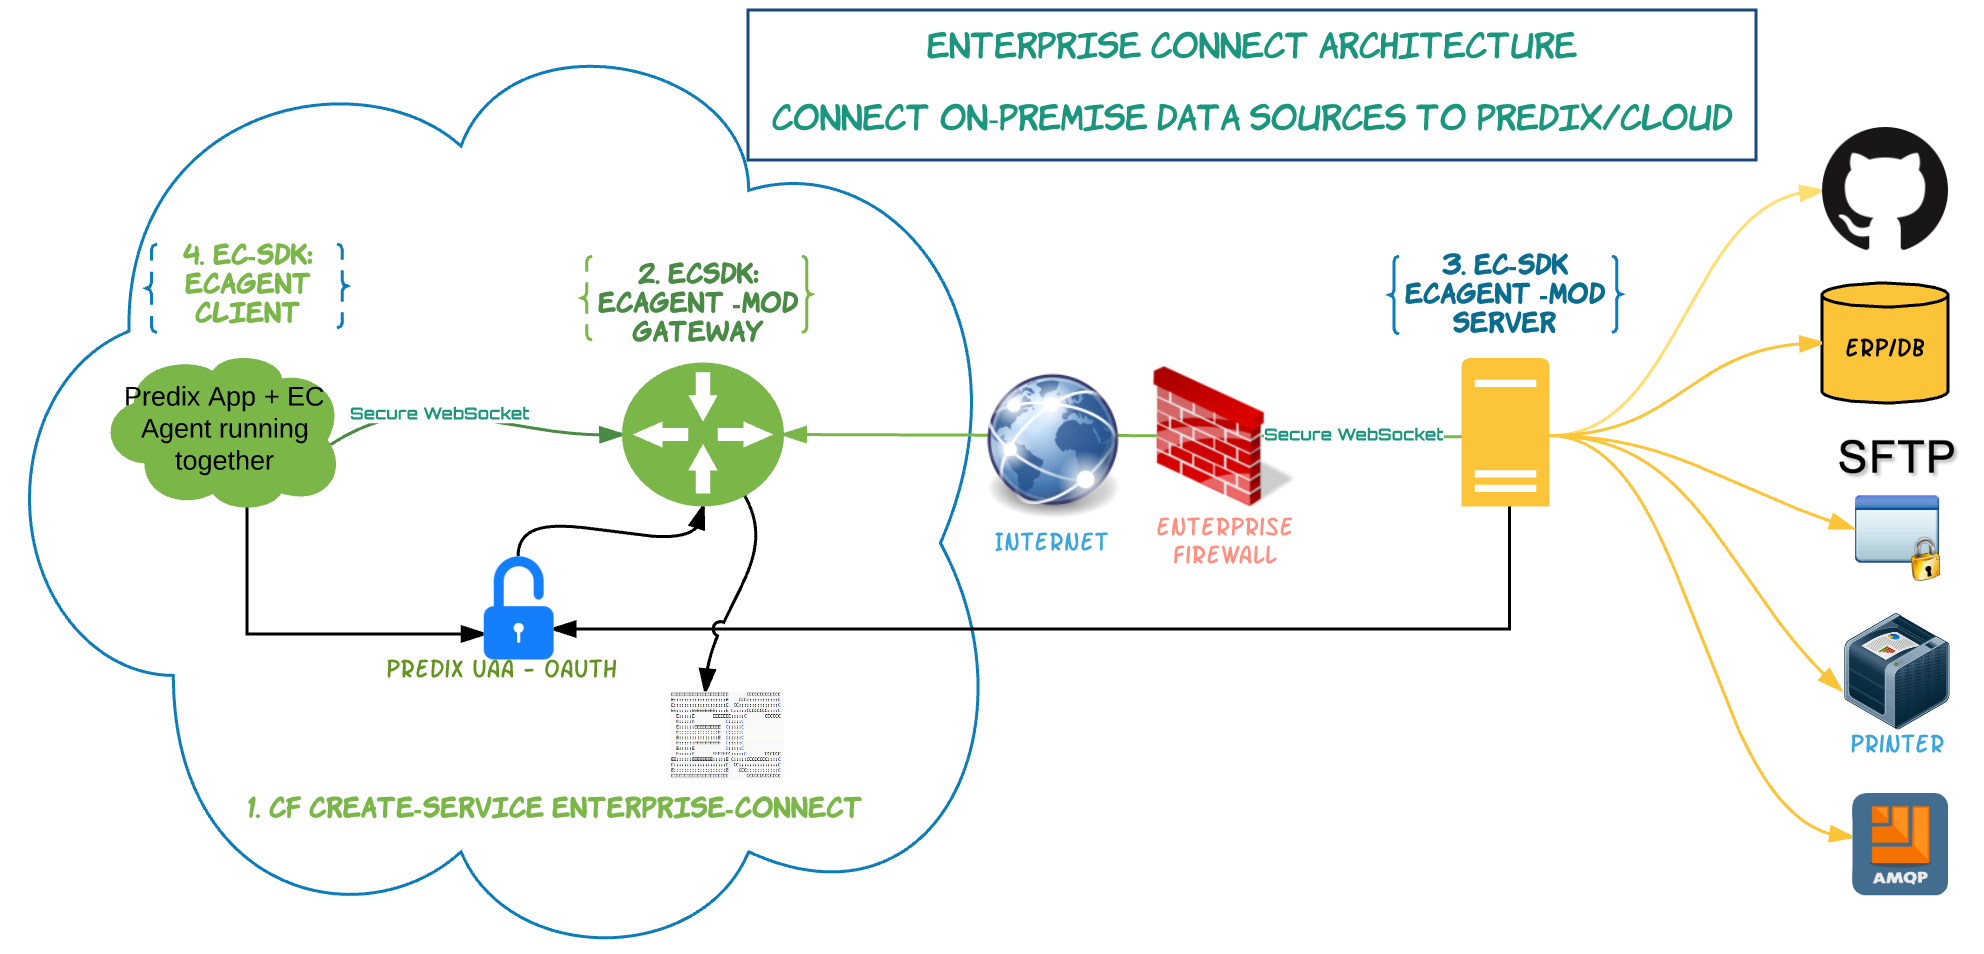 ENTERPRISE CONNECT ARCHITECTURE
CONNECT ON-PREMISE DATA SOURCES TO PREDIX/CLOUD
4. EC-SDK:
ECAGENT
CLIENT
2. ECSDK:
ECAGENT -MOD
GATEWAY
3. EC-SDK
ECAGENT -MOD
SERVER
Predix App + EC
Agent running
together
Secure WebSocket
Secure WebSocket
INTERNET
ENTERPRISE
FIREWALL
ERP/DB
SFTP
PREDIX UAA - OAUTH
PRINTER
1. CF CREATE-SERVICE ENTERPRISE-CONNECT
AMQP